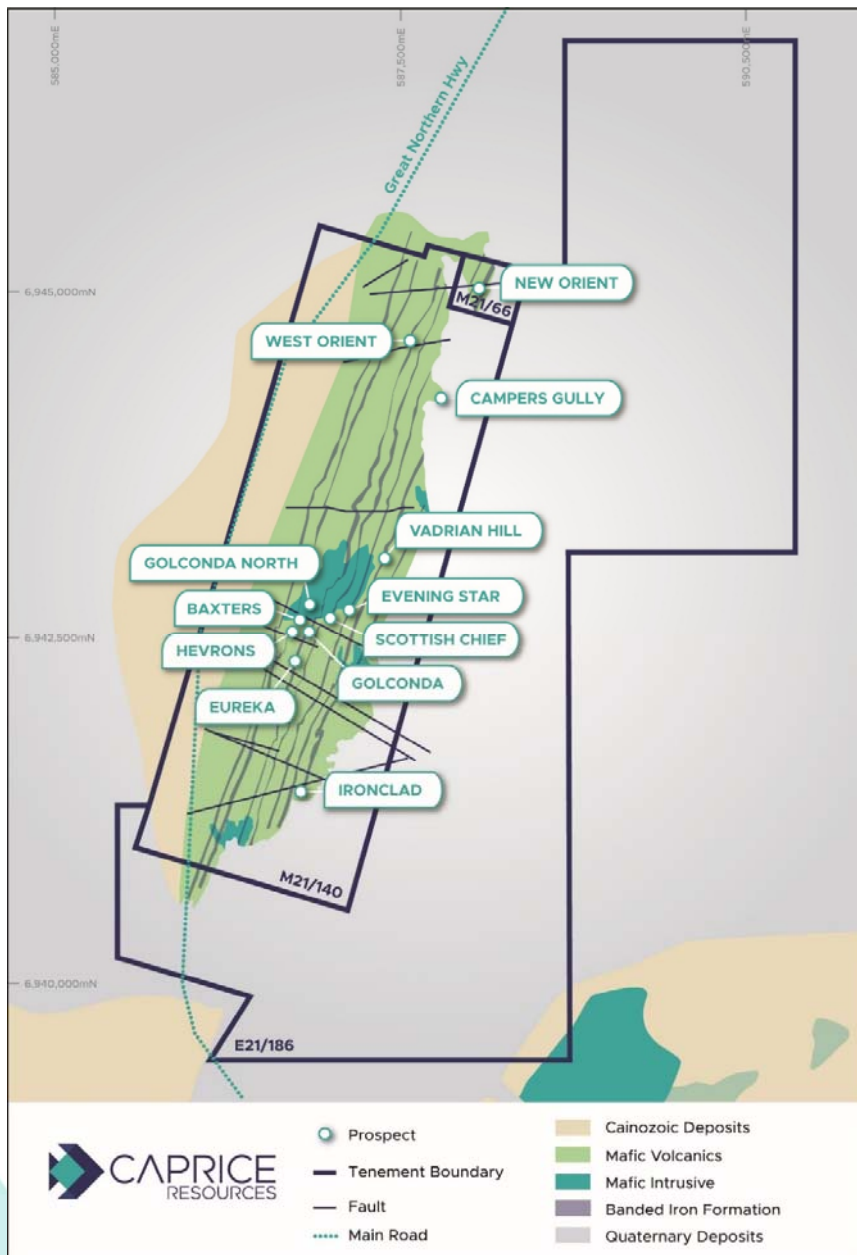 585,000mE
587,500mE
590,500mE
Great Northern Hwy
6,945,000mN
NEW ORIENT
M21/66
WEST ORIENT
CAMPERS GULLY
VADRIAN HILL
GOLCONDA NORTH
EVENING STAR
BAXTERS
SCOTTISH CHIEF
6,942,500mN
HEVRONS
GOLCONDA
EUREKA
IRONCLAD
M21/140
6,940,000mN
E21/186
CAPRICE
RESOURCES
Prospect
Tenement Boundary
Fault
Main Road
Cainozoic Deposits
Mafic Volcanics
Mafic Intrusive
Banded Iron Formation
Quaternary Deposits